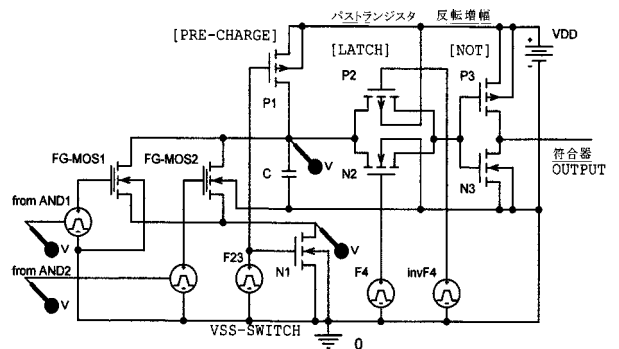 パストランジスタ 反転増幅
[PRE-CHARGE] [LATCH] [NOT] VDD
P1 P2 P3
FG-MOS1 FG-MOS2
C V N2 N3
符合器
OUTPUT
from AND1
V V
from AND2
V
F23 N1 F4 invF4
VSS-SWITCH
0